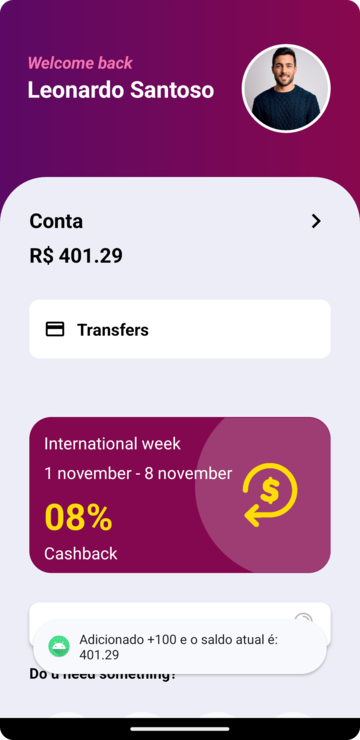 Welcome back
Leonardo Santoso
Conta
R$ 401.29
Transfers
International week
1 november - 8 november
08%
Cashback
Adicionado +100 e o saldo atual é:
401.29
Do u need something?